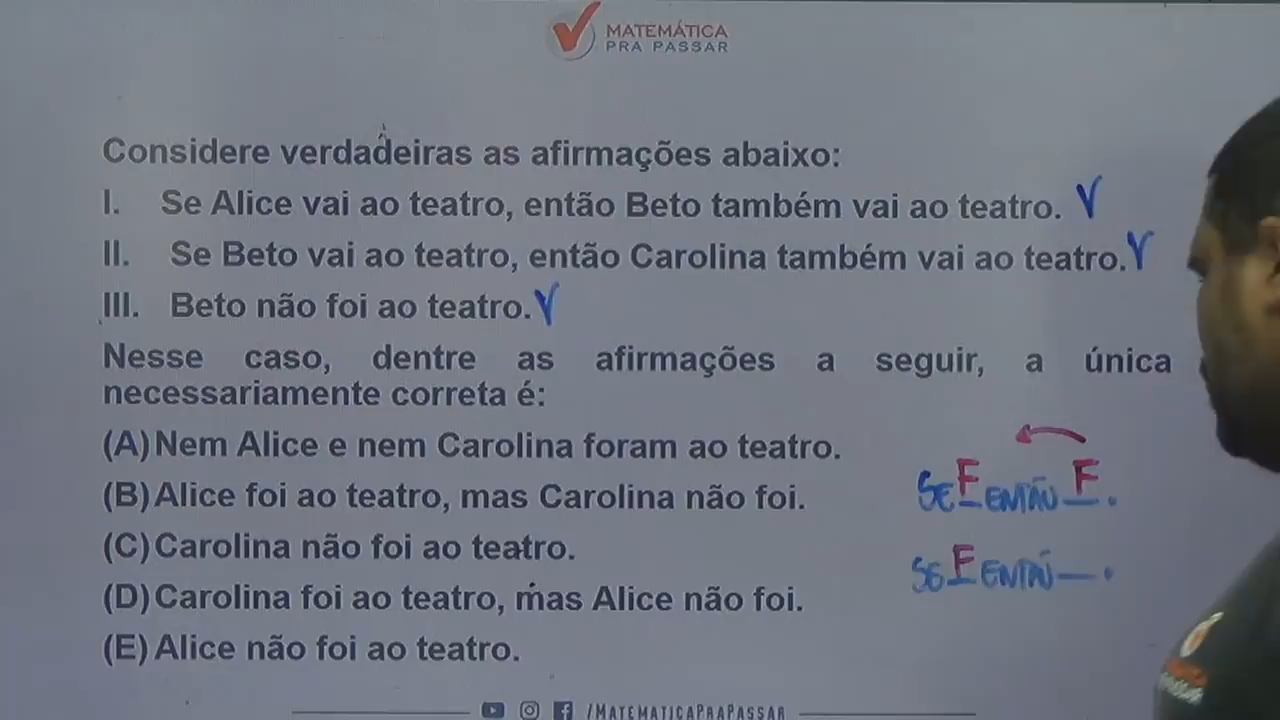 MATEMÁTICA
PRA PASSAR
Considere verdadeiras as afirmações abaixo:
I. Se Alice vai ao teatro, então Beto também vai ao teatro. V
II. Se Beto vai ao teatro, então Carolina também vai ao teatro. V
III. Beto não foi ao teatro. V
Nesse caso, dentre as afirmações a seguir, a única
necessariamente correta é:
(A) Nem Alice e nem Carolina foram ao teatro.
(B) Alice foi ao teatro, mas Carolina não foi.
(C) Carolina não foi ao teatro.
(D) Carolina foi ao teatro, mas Alice não foi.
(E) Alice não foi ao teatro.
SE F ENTÃO F.
SE F ENTÃO .
/MATEMATICAPRAPASSAR